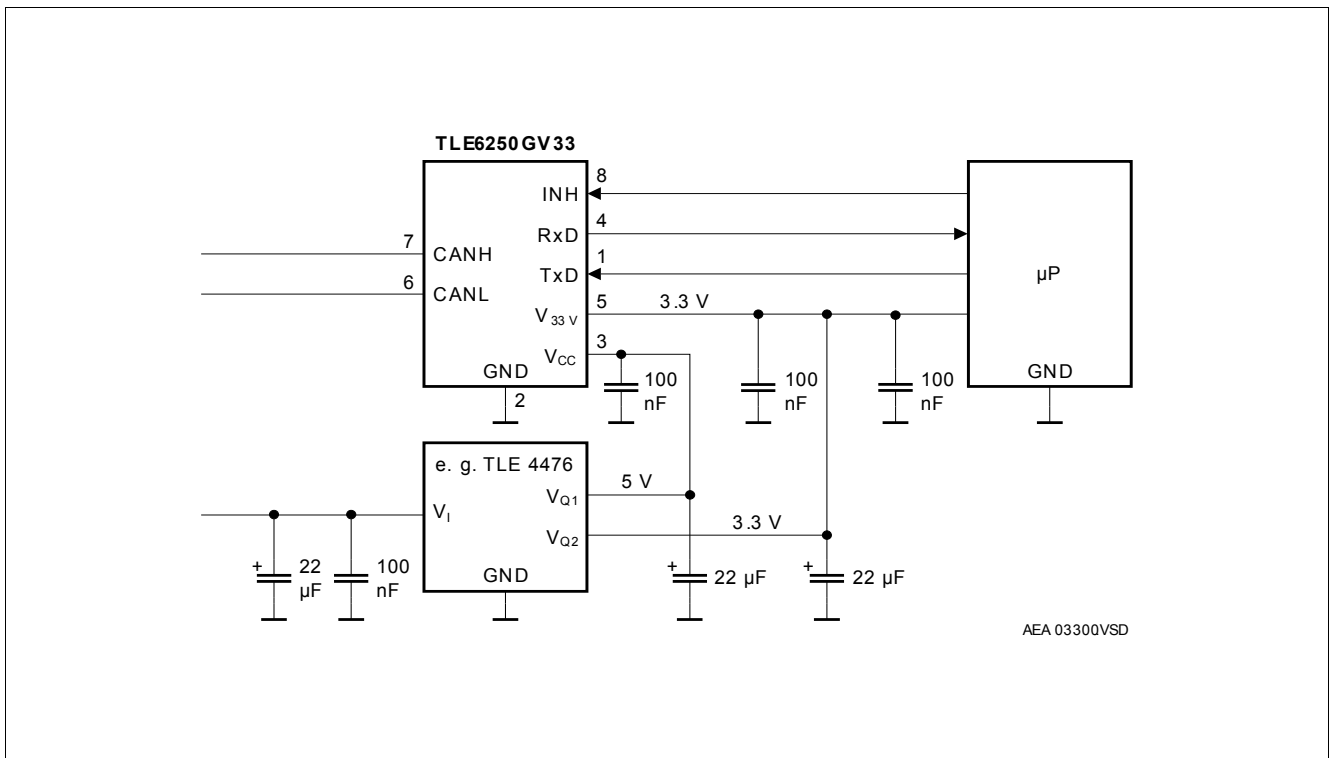 TLE6250GV33
8
INH
4
RxD
7
CANH
1
TxD
µP
6
CANL
5
3.3 V
V33 V
3
VCC
GND
2
100
nF
100
nF
100
nF
GND
e. g. TLE 4476
5 V
VQ1
VI
3.3 V
VQ2
+
22
µF
100
nF
GND
+
22 µF
+
22 µF
AEA 03300.VSD